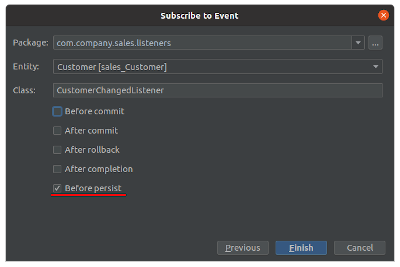 Subscribe to Event
Package: com.company.sales.listeners ...
Entity: Customer [sales_Customer]
Class: CustomerChangedListener
Before commit
After commit
After rollback
After completion
Before persist
Previous Finish Cancel